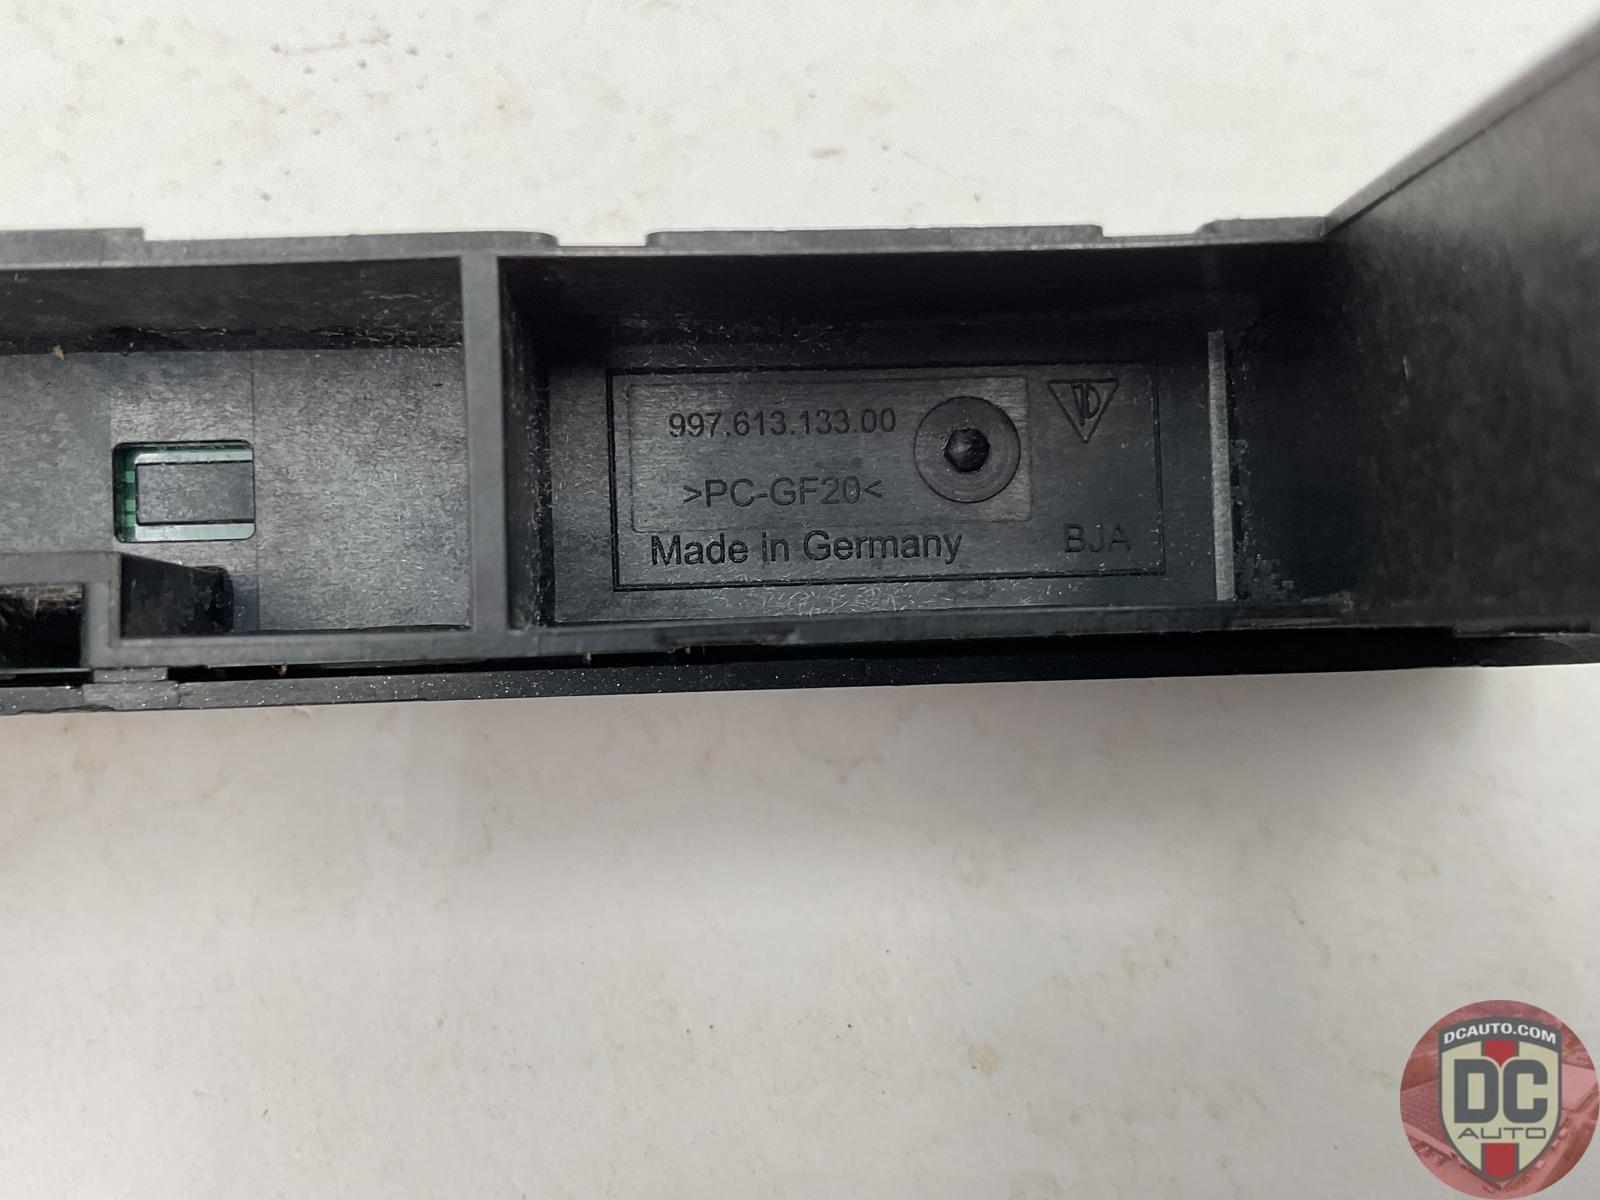 997.613.133.00
>PC-GF20<
Made in Germany
BJA
DCAUTO.COM
DC
AUTO